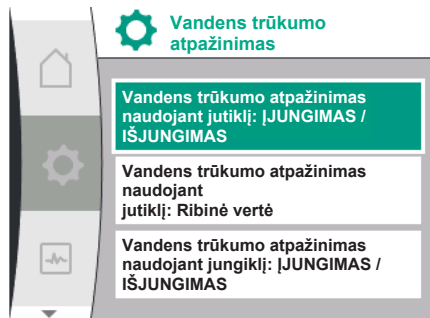 Vandens trūkumo
atpažinimas
Vandens trūkumo atpažinimas
naudojant jutiklį: ĮJUNGIMAS /
IŠJUNGIMAS
Vandens trūkumo atpažinimas
naudojant
jutiklį: Ribinė vertė
Vandens trūkumo atpažinimas
naudojant jungiklį: ĮJUNGIMAS /
IŠJUNGIMAS